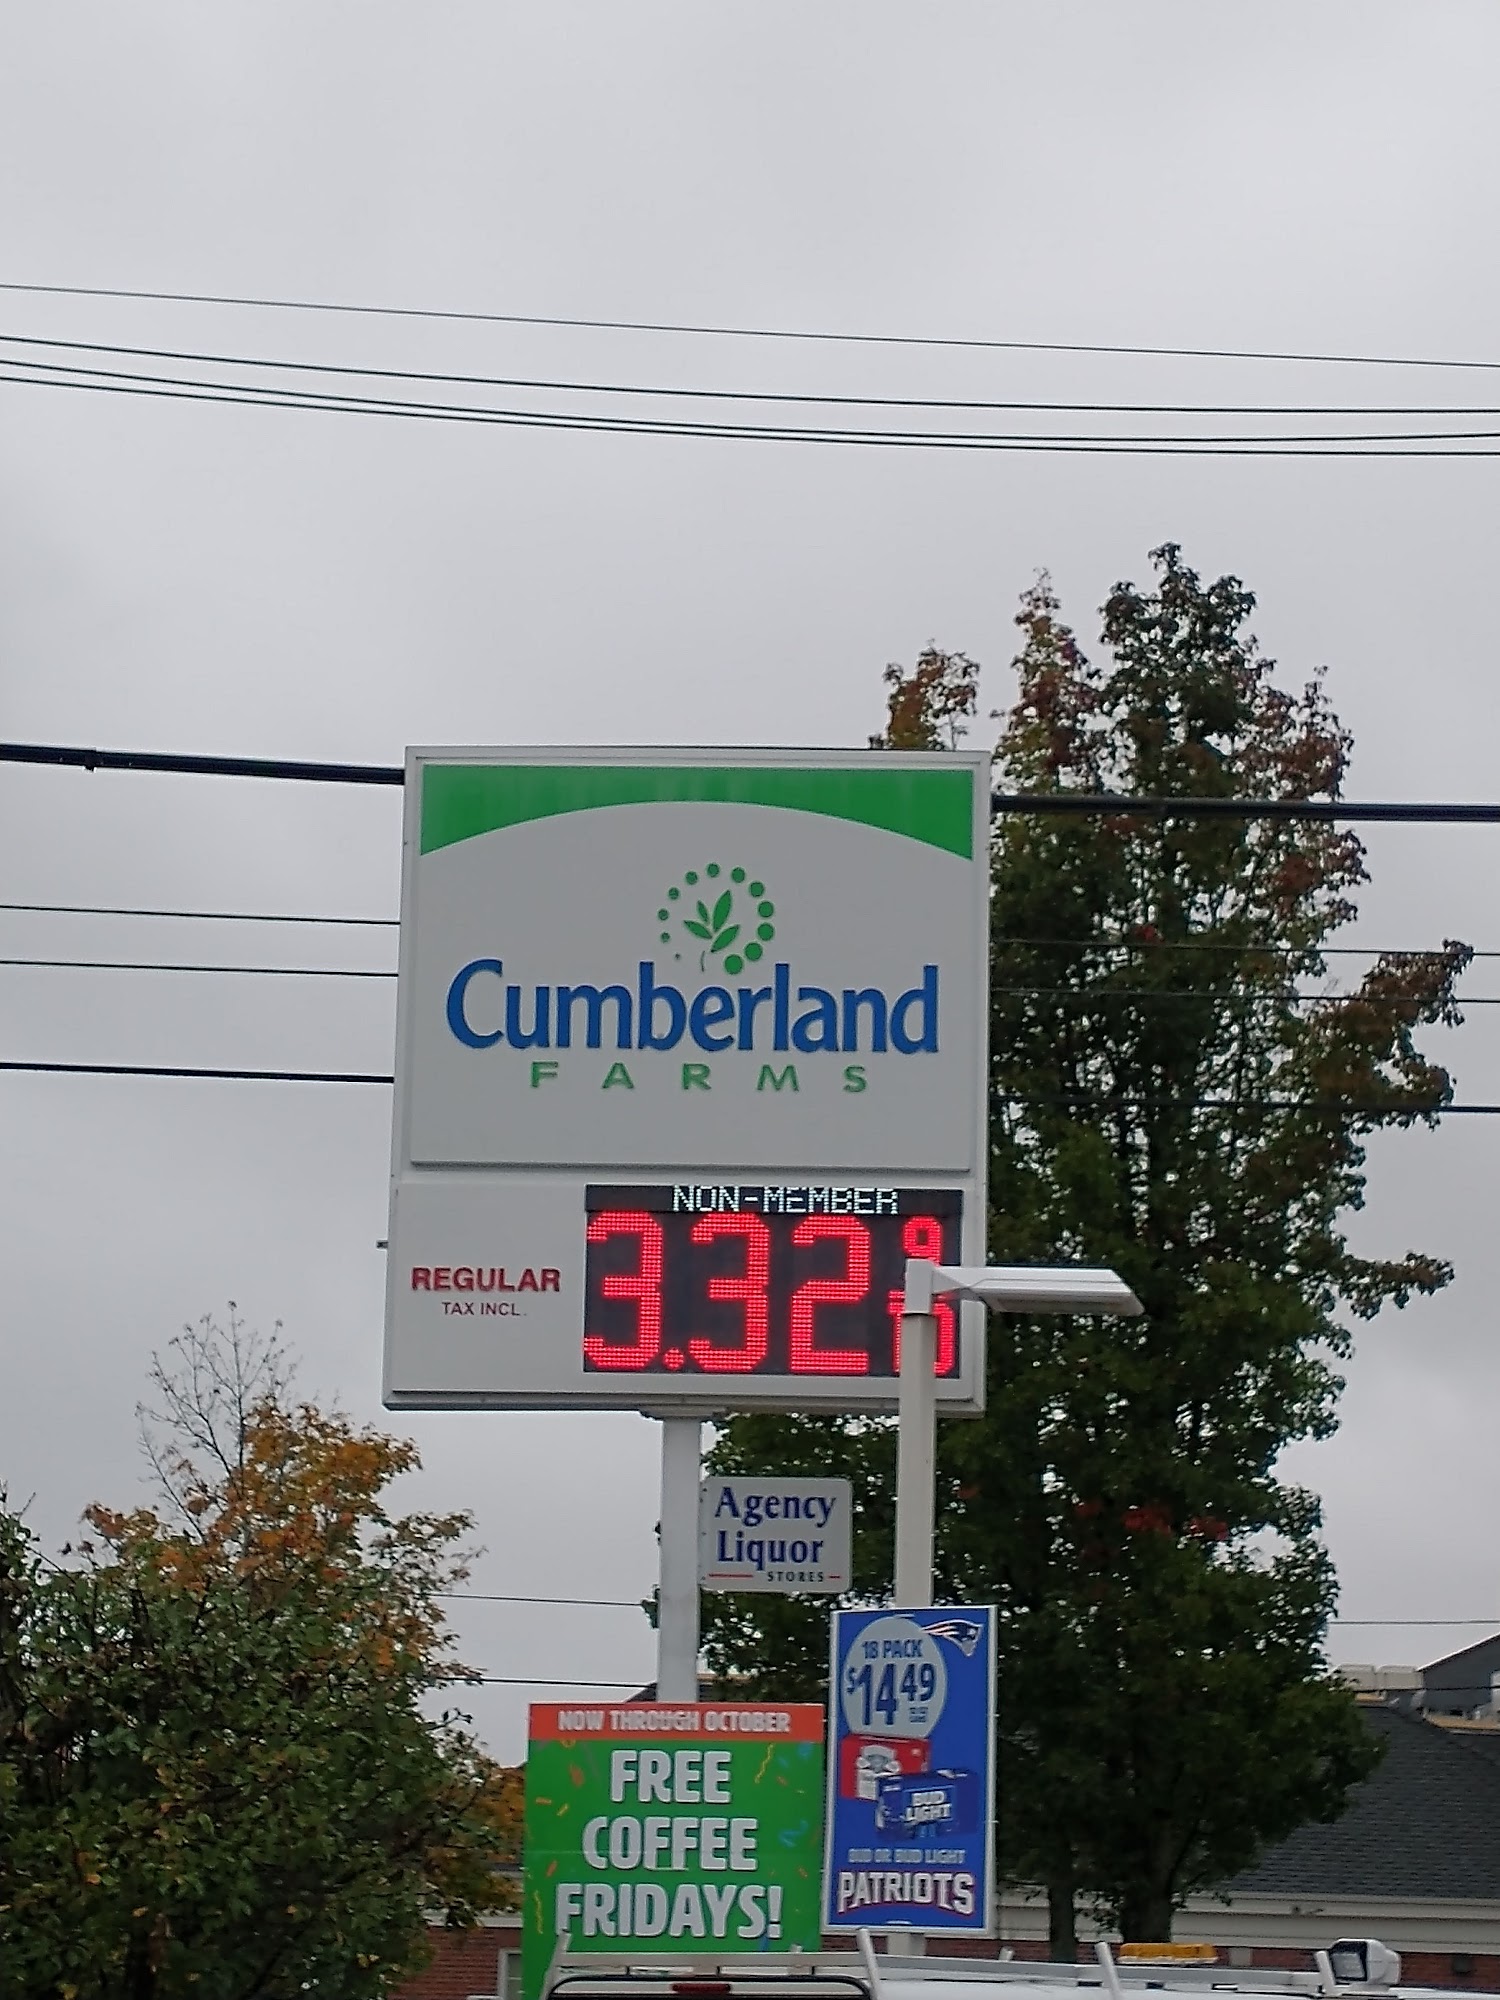 Cumberland
FARMS
NON-MEMBER
REGULAR
TAX INCL.
3.32 9
Agency
Liquor
STORES
18 PACK
$14 49
NOW THROUGH OCTOBER
FREE
COFFEE
FRIDAYS!
BUD
LIGHT
BUD OR BUD LIGHT
PATRIOTS